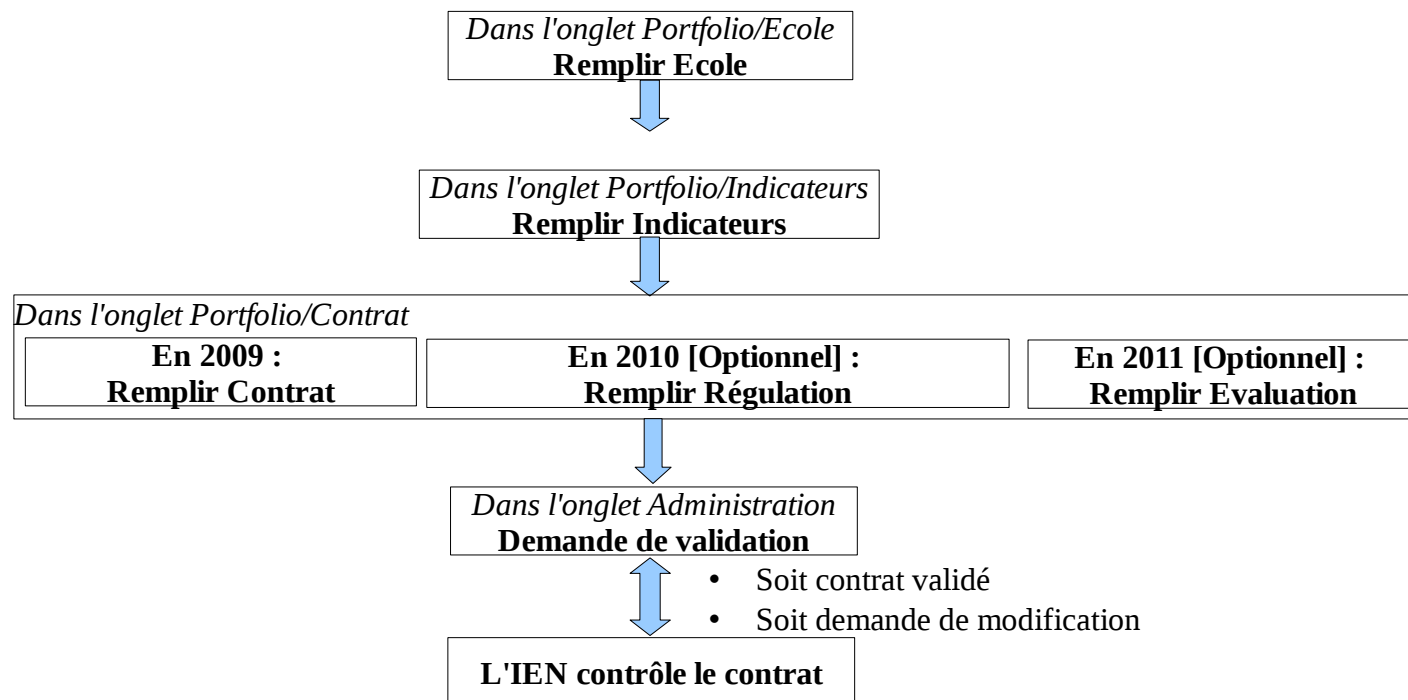 Dans l'onglet Portfolio/Ecole
Remplir Ecole
Dans l'onglet Portfolio/Indicateurs
Remplir Indicateurs
Dans l'onglet Portfolio/Contrat
En 2009 :
Remplir Contrat
En 2010 [Optionnel] :
Remplir Régulation
En 2011 [Optionnel] :
Remplir Evaluation
Dans l'onglet Administration
Demande de validation
• Soit contrat validé
• Soit demande de modification
L'IEN contrôle le contrat